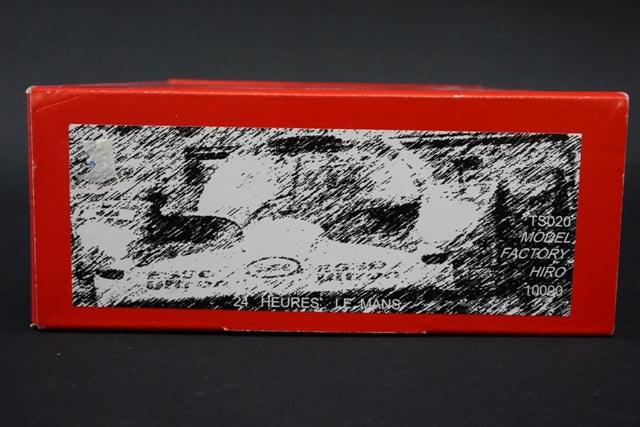 TS020
MODEL
FACTORY
HIRO
10000
24 HEURES LE MANS